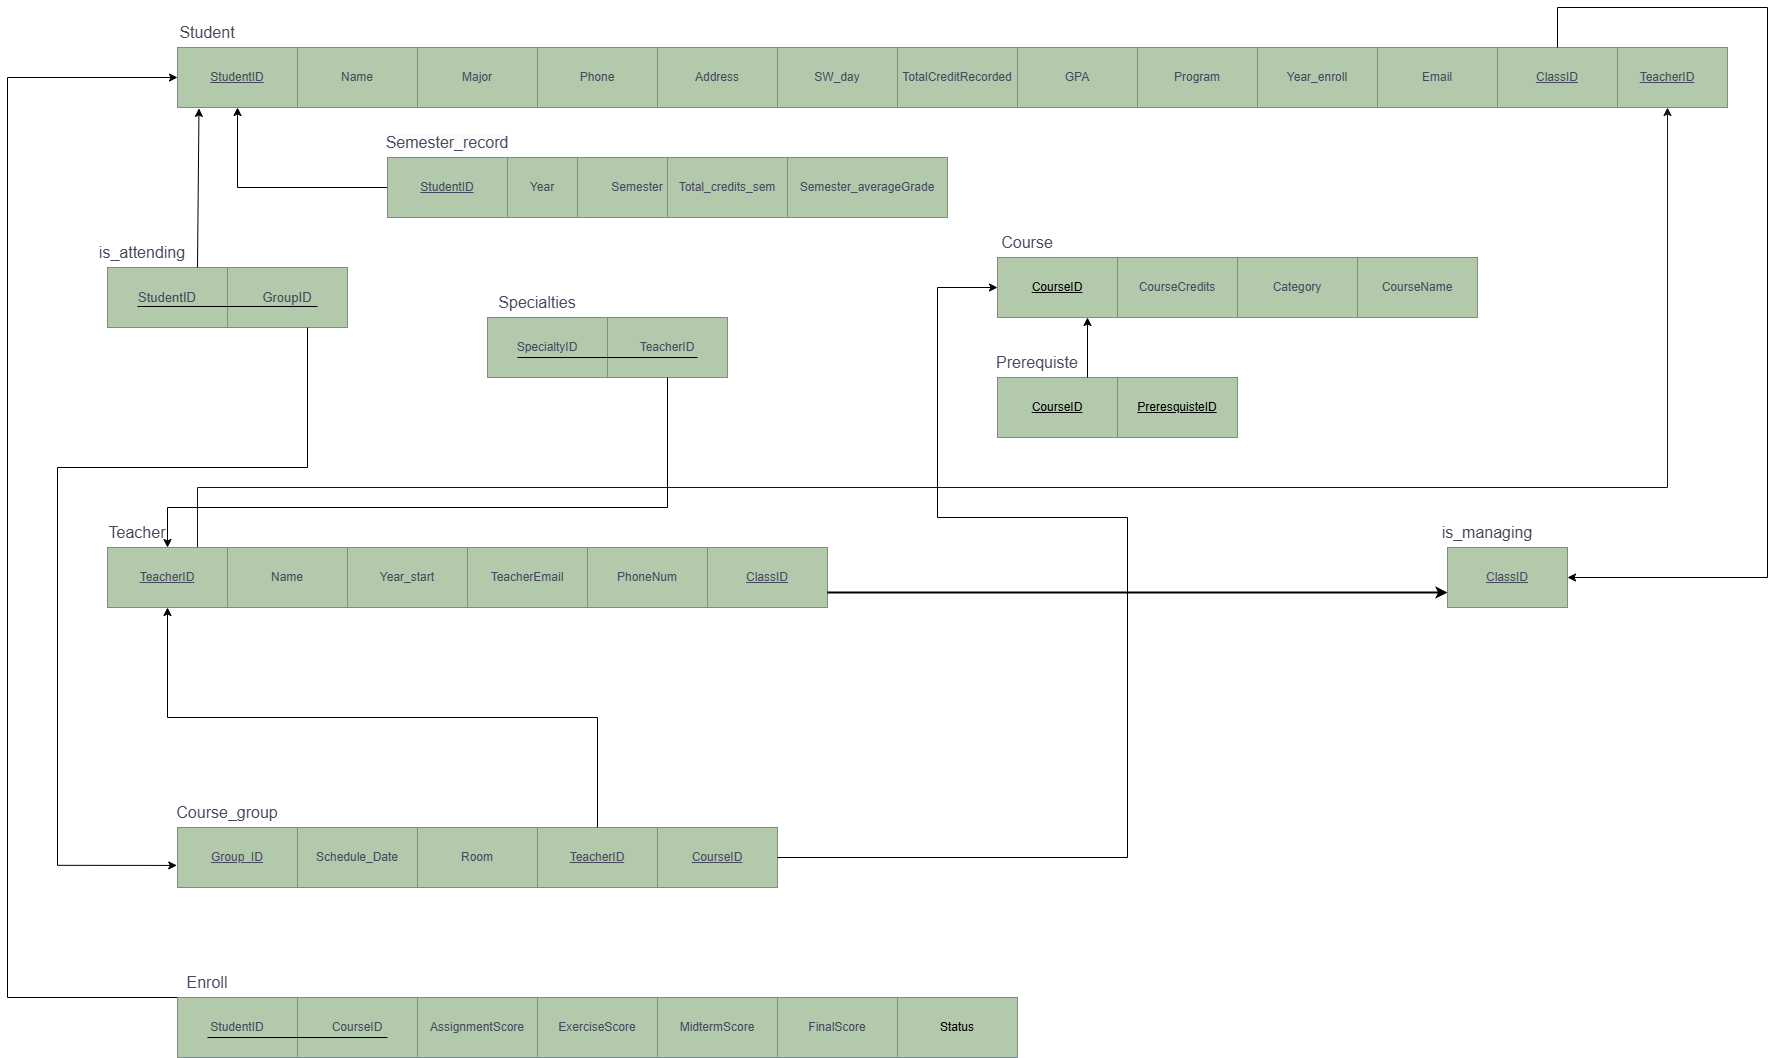 Student
StudentID Name Major Phone Address SW_day TotalCreditRecorded GPA Program Year_enroll Email ClassID TeacherID
Semester_record
StudentID Year Semester Total_credits_sem Semester_averageGrade
is_attending
StudentID GroupID
Course
CourseID CourseCredits Category CourseName
Specialties
SpecialtyID TeacherID
Prerequiste
CourseID PreresquisteID
Teacher
TeacherID Name Year_start TeacherEmail PhoneNum ClassID
is_managing
ClassID
Course_group
Group_ID Schedule_Date Room TeacherID CourseID
Enroll
StudentID CourseID AssignmentScore ExerciseScore MidtermScore FinalScore Status